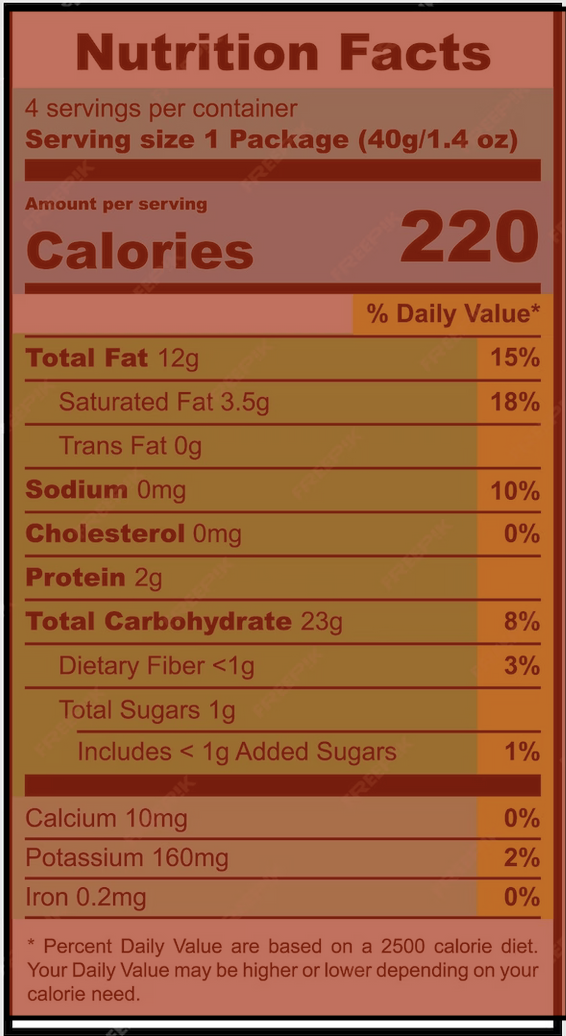 Nutrition Facts
4 servings per container
Serving size 1 Package (40g/1.4 oz)
Amount per serving
Calories 220
% Daily Value*
Total Fat 12g 15%
Saturated Fat 3.5g 18%
Trans Fat 0g
Sodium 0mg 10%
Cholesterol 0mg 0%
Protein 2g
Total Carbohydrate 23g 8%
Dietary Fiber <1g 3%
Total Sugars 1g
Includes < 1g Added Sugars 1%
Calcium 10mg 0%
Potassium 160mg 2%
Iron 0.2mg 0%
* Percent Daily Value are based on a 2500 calorie diet.
Your Daily Value may be higher or lower depending on your
calorie need.